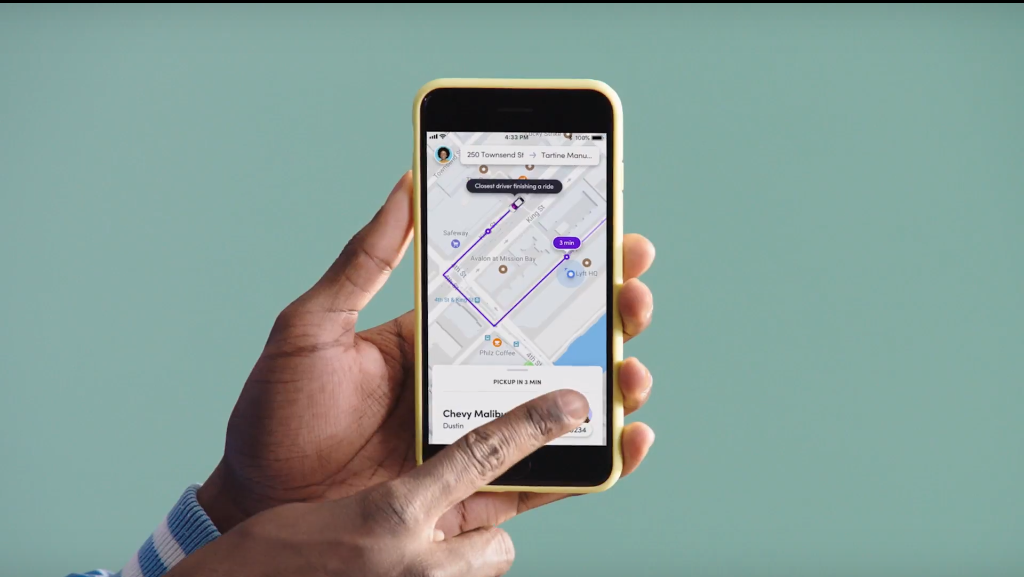 4:33 PM
100%
250 Townsend St → Tartine Manu...
Closest driver finishing a ride
King St
Safeway
3 min
Avalon at Mission Bay
Lyft HQ
4th St & King St
Philz Coffee
4th St
PICKUP IN 3 MIN
Chevy Malibu
Dustin